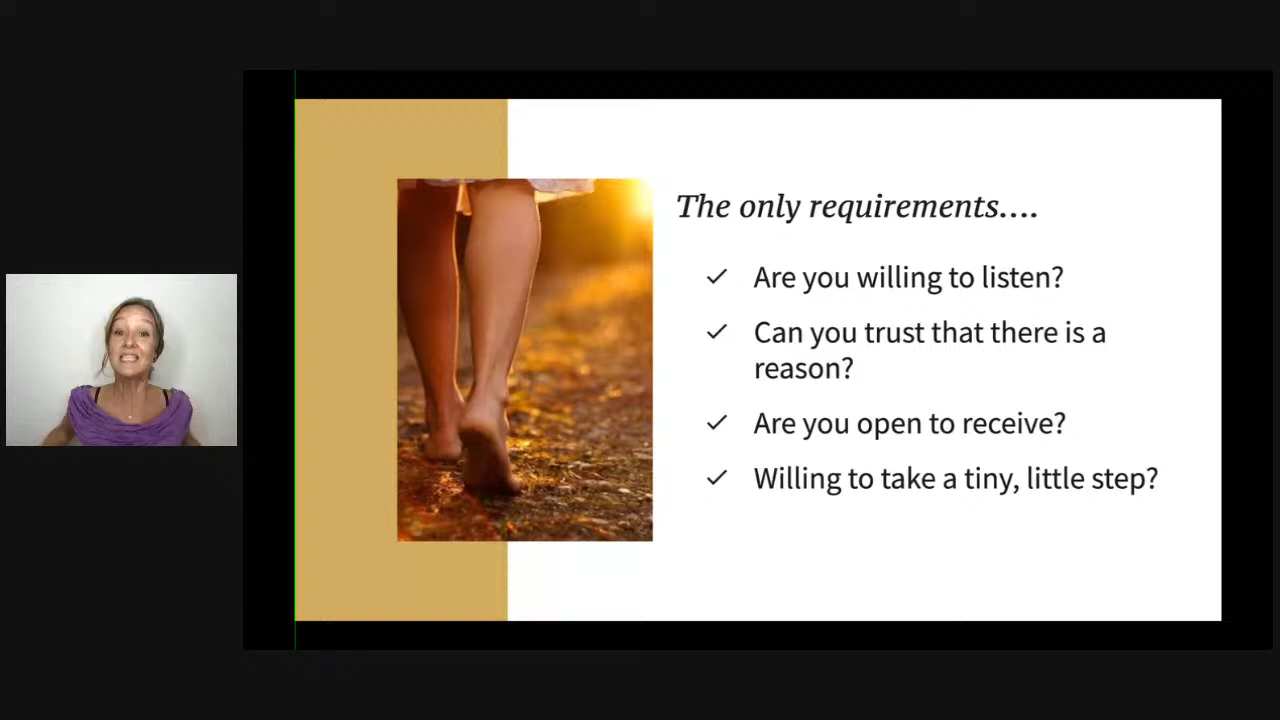 The only requirements....
Are you willing to listen?
Can you trust that there is a
reason?
Are you open to receive?
Willing to take a tiny, little step?